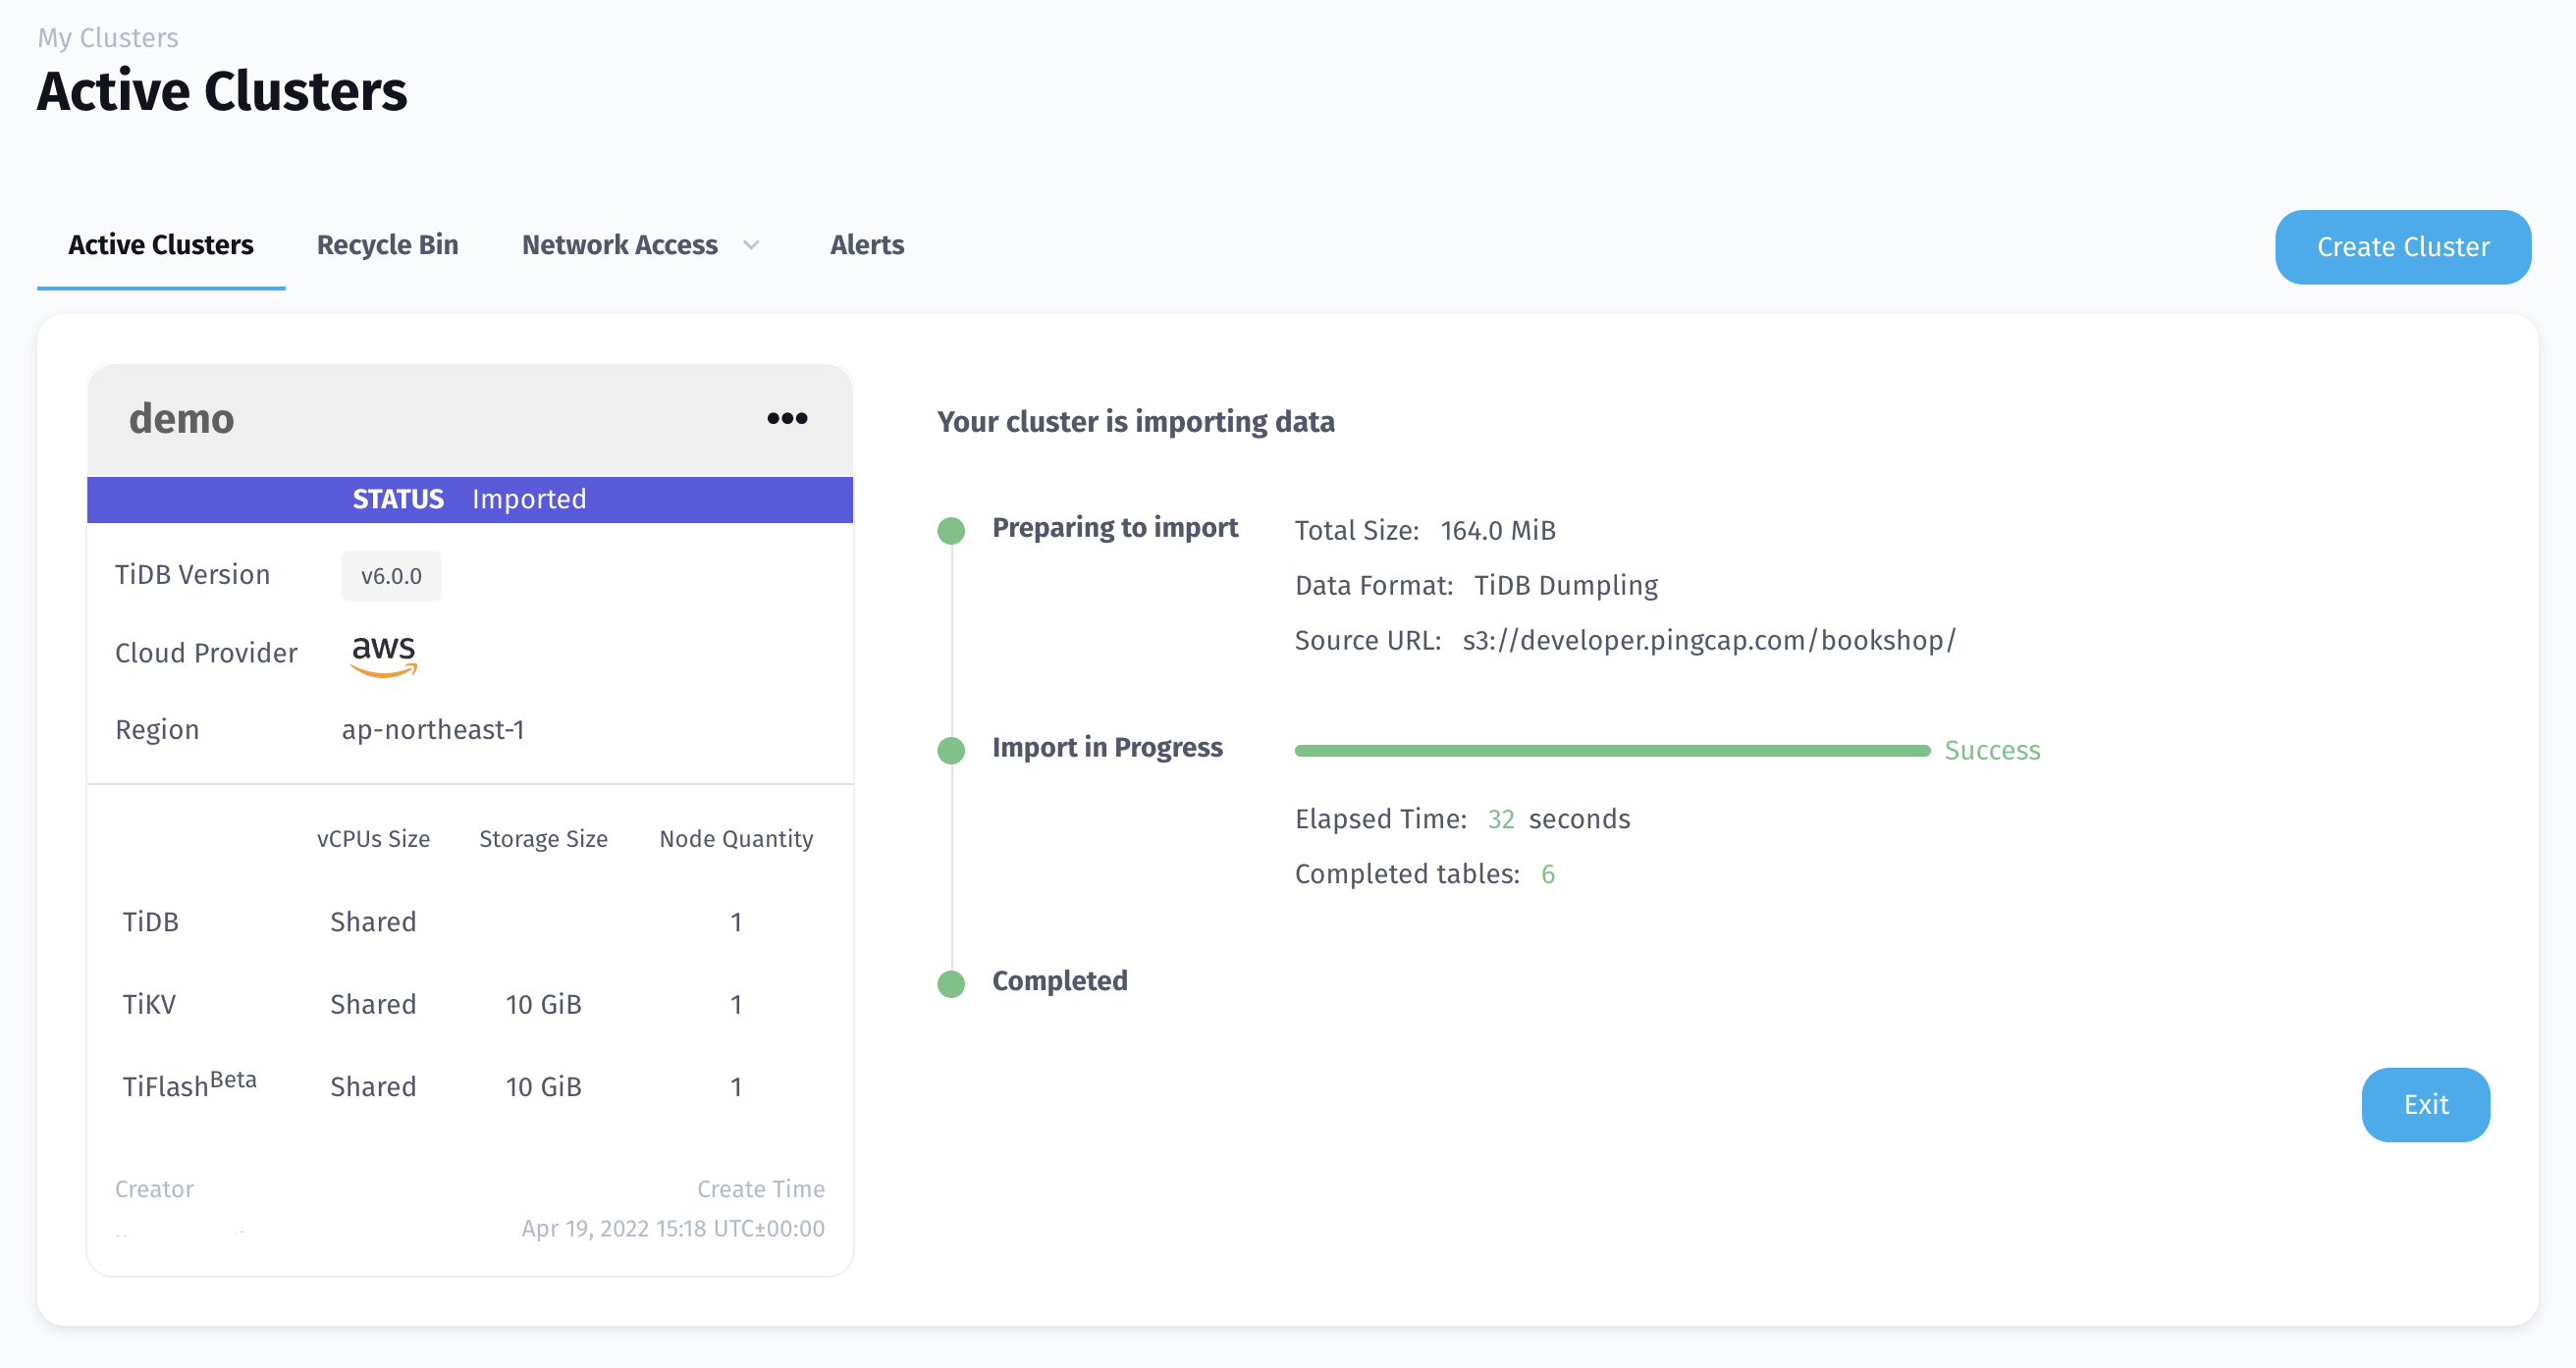 My Clusters
Active Clusters
Active Clusters Recycle Bin Network Access Alerts Create Cluster
demo
STATUS Imported
TiDB Version v6.0.0
Cloud Provider aws
Region ap-northeast-1
vCPUs Size Storage Size Node Quantity
TiDB Shared 1
TiKV Shared 10 GiB 1
TiFlash Beta Shared 10 GiB 1
Creator Create Time
Apr 19, 2022 15:18 UTC±00:00
Your cluster is importing data
Preparing to import Total Size: 164.0 MiB
Data Format: TiDB Dumpling
Source URL: s3://developer.pingcap.com/bookshop/
Import in Progress Success
Elapsed Time: 32 seconds
Completed tables: 6
Completed
Exit